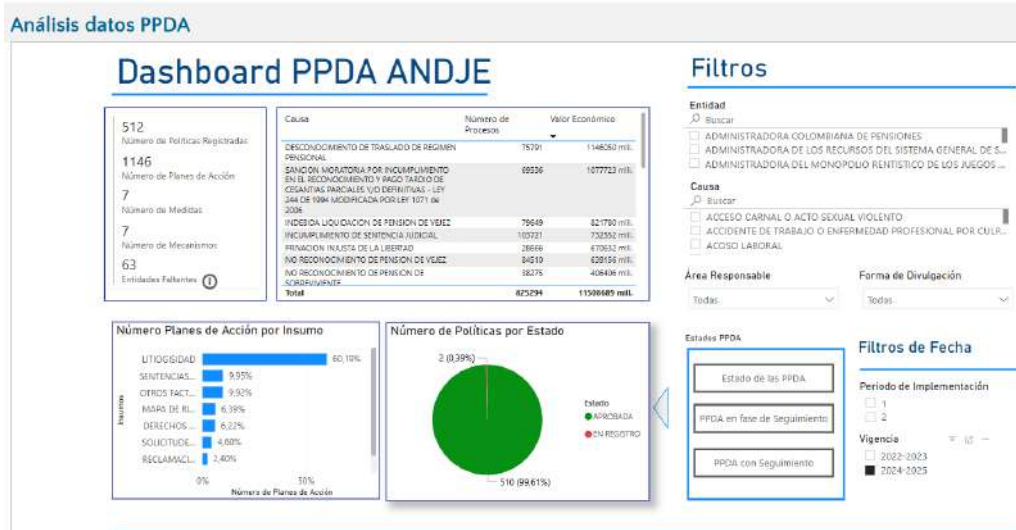 Análisis datos PPDA
Dashboard PPDA ANDJE
512
Número de Políticas Registradas
1146
Número de Planes de Acción
7
Número de Medidas
7
Número de Mecanismos
63
Entidades Faltantes
Causa Número de Procesos Valor Económico
DESCONOCIMIENTO DE TRASLADO DE REGIMEN PENSIONAL 75791 1146050 mill.
SANCION MORATORIA POR INCUMPLIMIENTO
EN EL RECONOCIMIENTO Y PAGO TARDIO DE
CESANTIAS PARCIALES Y/O DEFINITIVAS - LEY
244 DE 1994 MODIFICADA POR LEY 1071 de
2006 69536 1077723 mill.
INDEBIDA LIQUIDACION DE PENSION DE VEJEZ 79649 821780 mill.
INCUMPLIMIENTO DE SENTENCIA JUDICIAL
PRIVACION INJUSTA DE LA LIBERTAD 28666 670632 mill.
NO RECONOCIMIENTO DE PENSION DE VEJEZ 84510
NO RECONOCIMIENTO DE PENSION DE
SOBREVIVIENTE 38275 406406 mill.
Total 825294 11508689 mill.
Número Planes de Acción por Insumo
Insumos
LITIOGISIDAD 60,19%
SENTENCIAS... 9,95%
OTROS FACT... 9,92%
MAPA DE RI... 6,39%
DERECHOS ... 6,22%
SOLICITUDE... 4,60%
RECLAMACI... 2,40%
0% 50%
Número de Planes de Acción
Número de Políticas por Estado
2 (0,39%)
510 (99,61%)
Estado
APROBADA
EN REGISTRO
Filtros
Entidad
Buscar
ADMINISTRADORA COLOMBIANA DE PENSIONES
ADMINISTRADORA DE LOS RECURSOS DEL SISTEMA GENERAL DE S...
ADMINISTRADORA DEL MONOPOLIO RENTISTICO DE LOS JUEGOS ...
Causa
Buscar
ACCESO CARNAL O ACTO SEXUAL VIOLENTO
ACCIDENTE DE TRABAJO O ENFERMEDAD PROFESIONAL POR CULP...
ACOSO LABORAL
Área Responsable
Todas
Forma de Divulgación
Todas
Estados PPDA
Estado de las PPDA
PPDA en fase de Seguimiento
PPDA con Seguimiento
Filtros de Fecha
Periodo de Implementación
1
2
Vigencia
2022-2023
2024-2025